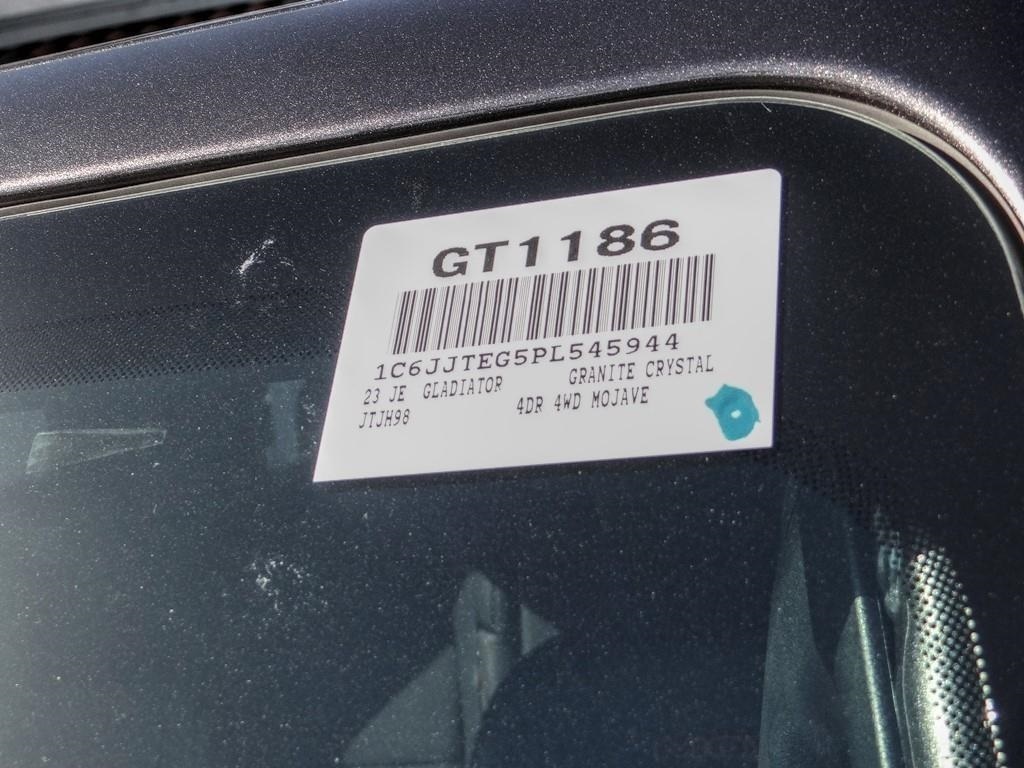 GT1186
1C6JJTEG5PL545944
23 JE GLADIATOR GRANITE CRYSTAL
JTJH98 4DR 4WD MOJAVE